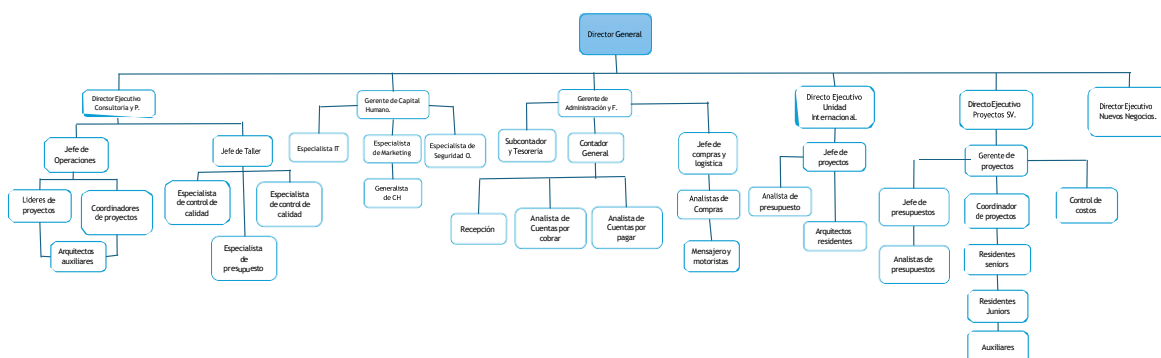 Director General
Director Ejecutivo
Consultoria y P.
Gerente de Capital
Humano.
Gerente de
Administración y F.
Directo Ejecutivo
Unidad
Internacional.
Directo Ejecutivo
Proyectos SV.
Director Ejecutivo
Nuevos Negocios.
Jefe de
Operaciones
Jefe de Taller
Especialista IT
Especialista
de Marketing
Especialista de
Seguridad O.
Subcontador
y Tesoreria
Contador
General
Jefe de
compras y
logistica
Jefe de
proyectos
Gerente de
proyectos
Lideres de
proyectos
Coordinadores
de proyectos
Especialista
de control de
calidad
Especialista
de control de
calidad
Generalista
de CH
Analistas de
Compras
Analista de
presupuesto
Jefe de
presupuestos
Coordinador
de proyectos
Control de
costos
Recepción
Analista de
Cuentas por
cobrar
Analista de
Cuentas por
pagar
Arquitectos
residentes
Arquitectos
auxiliares
Especialista
de
presupuesto
Mensajero y
motoristas
Analistas de
presupuestos
Residentes
seniors
Residentes
Juniors
Auxiliares